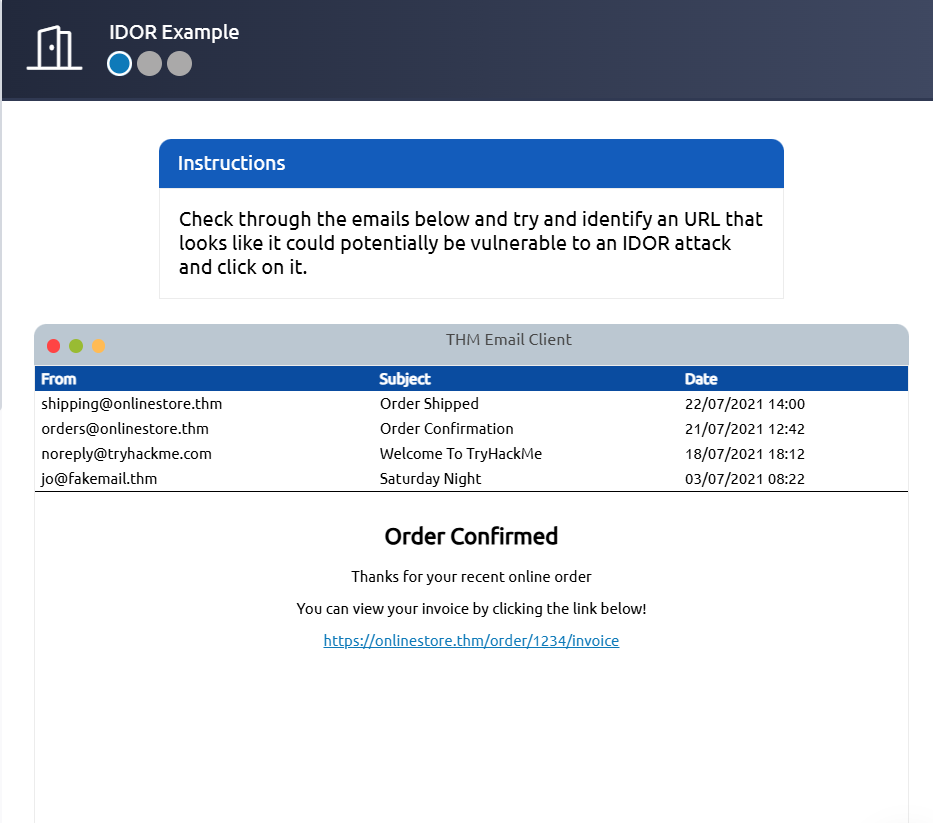 IDOR Example
Instructions
Check through the emails below and try and identify an URL that
looks like it could potentially be vulnerable to an IDOR attack
and click on it.
THM Email Client
From Subject Date
shipping@onlinestore.thm Order Shipped 22/07/2021 14:00
orders@onlinestore.thm Order Confirmation 21/07/2021 12:42
noreply@tryhackme.com Welcome To TryHackMe 18/07/2021 18:12
jo@fakemail.thm Saturday Night 03/07/2021 08:22
Order Confirmed
Thanks for your recent online order
You can view your invoice by clicking the link below!
https://onlinestore.thm/order/1234/invoice